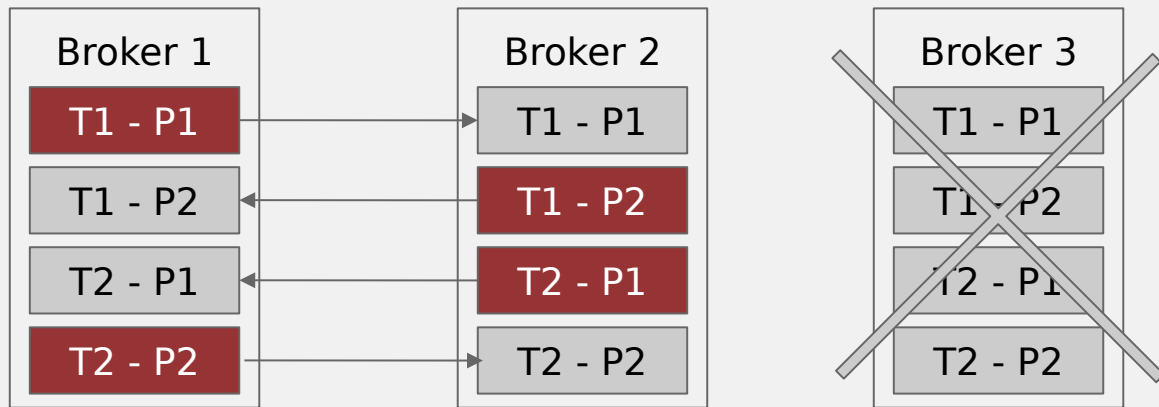 Broker 1
T1 - P1
T1 - P2
T2 - P1
T2 - P2
Broker 2
T1 - P1
T1 - P2
T2 - P1
T2 - P2
Broker 3
T1 - P1
T1 - P2
T2 - P1
T2 - P2